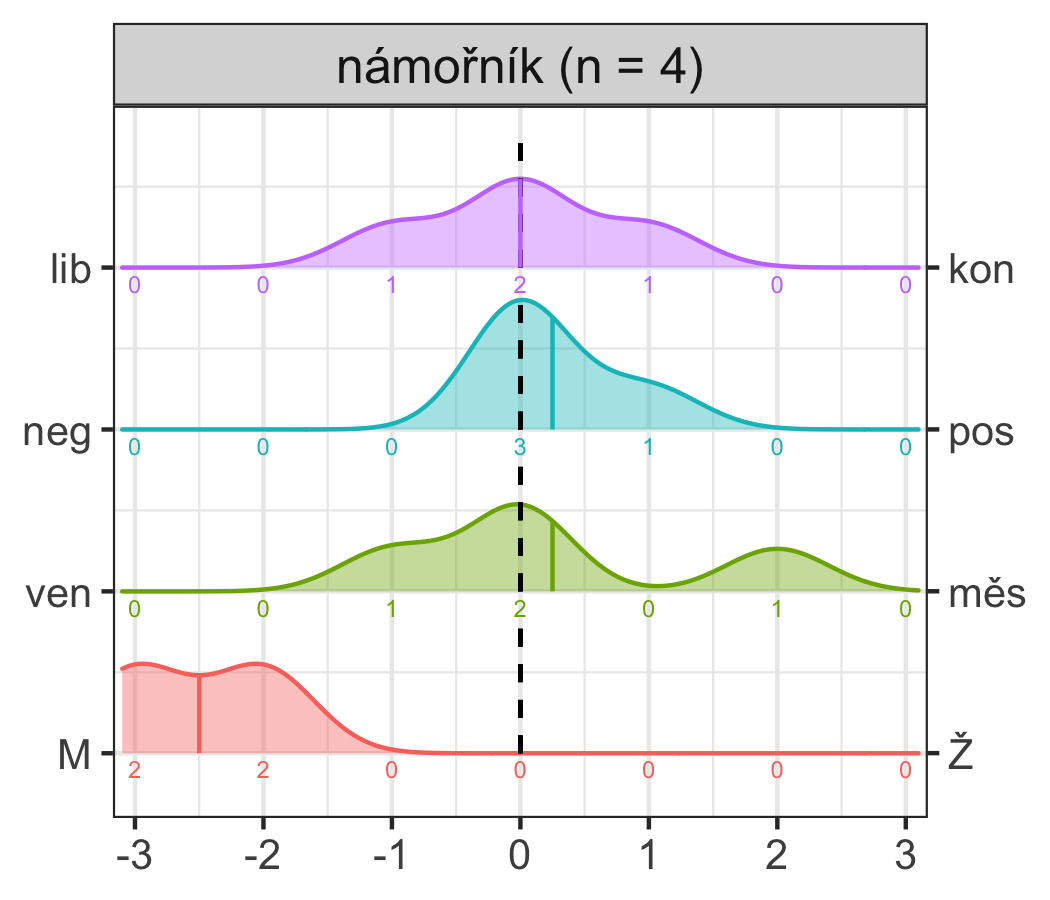 námořník (n = 4)
lib kon
0 0 1 2 1 0 0
neg pos
0 0 0 3 1 0 0
ven měs
0 0 1 2 0 1 0
M Ž
2 2 0 0 0 0 0
-3 -2 -1 0 1 2 3